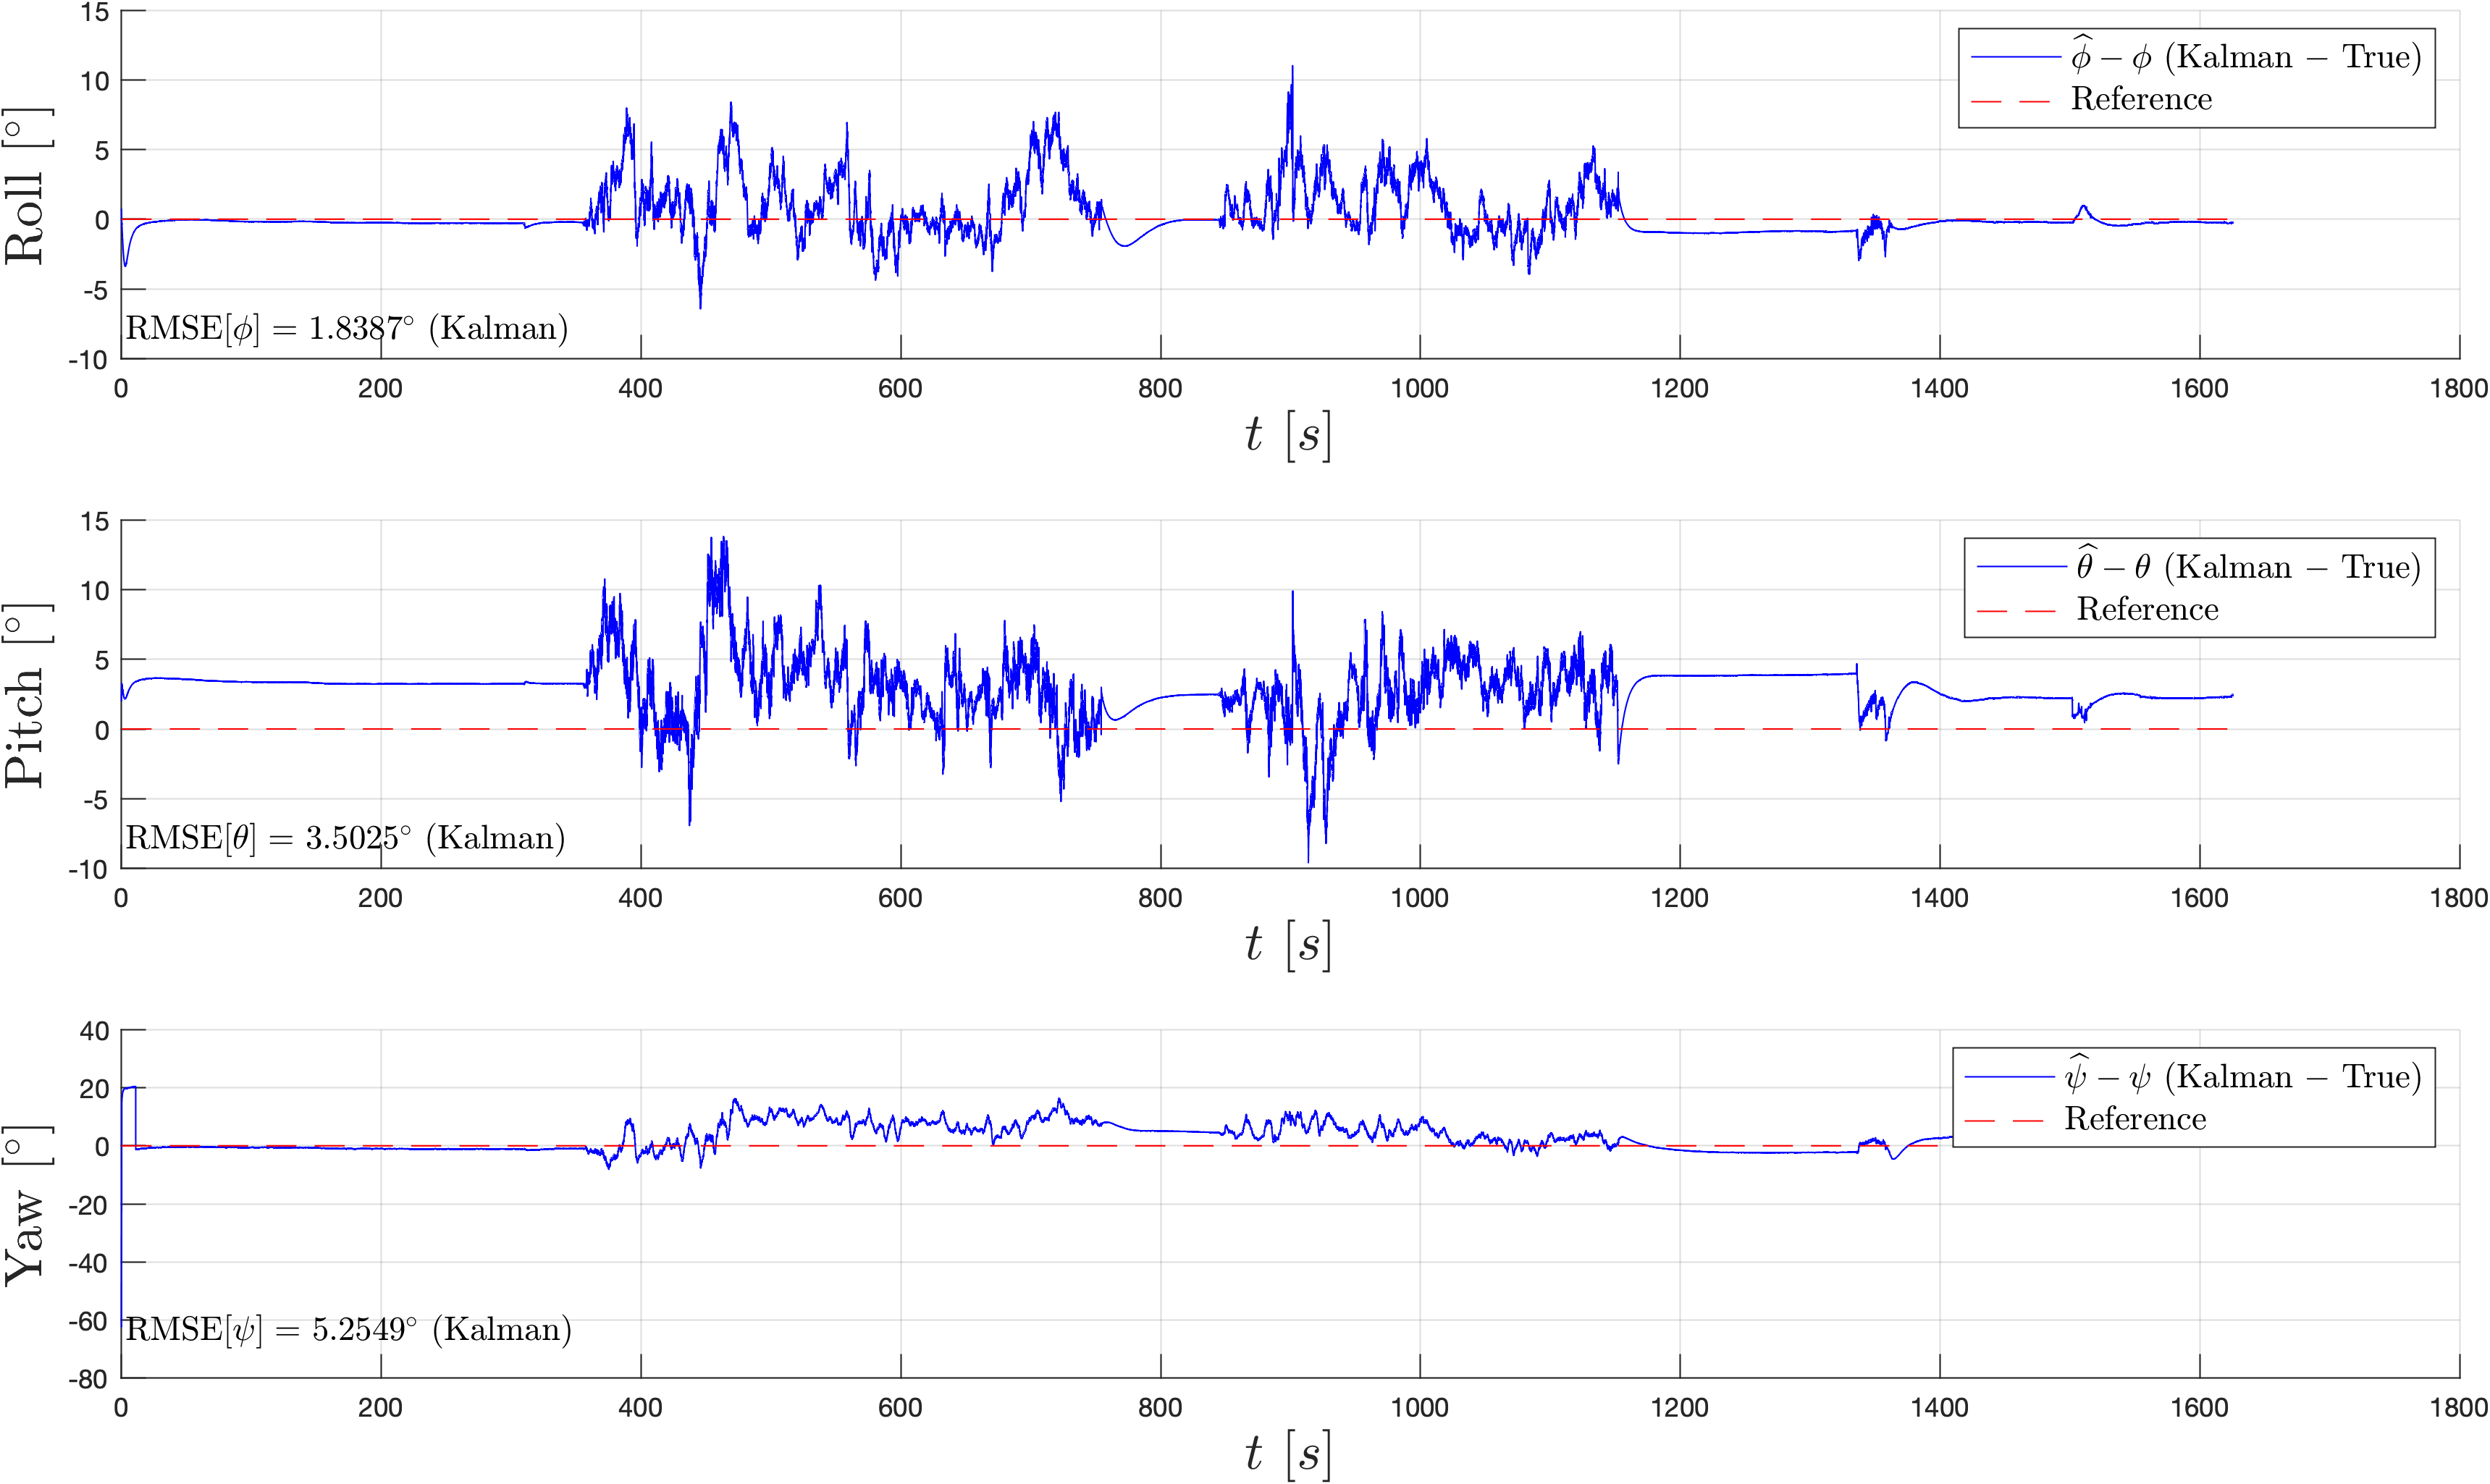 15
10
5
0
-5
-10
Roll [°]
ϕ̂ − ϕ (Kalman − True)
Reference
RMSE[ϕ] = 1.8387° (Kalman)
0 200 400 600 800 1000 1200 1400 1600 1800
t [s]
15
10
5
0
-5
-10
Pitch [°]
θ̂ − θ (Kalman − True)
Reference
RMSE[θ] = 3.5025° (Kalman)
0 200 400 600 800 1000 1200 1400 1600 1800
t [s]
40
20
0
-20
-40
-60
-80
Yaw [°]
ψ̂ − ψ (Kalman − True)
Reference
RMSE[ψ] = 5.2549° (Kalman)
0 200 400 600 800 1000 1200 1400 1600 1800
t [s]